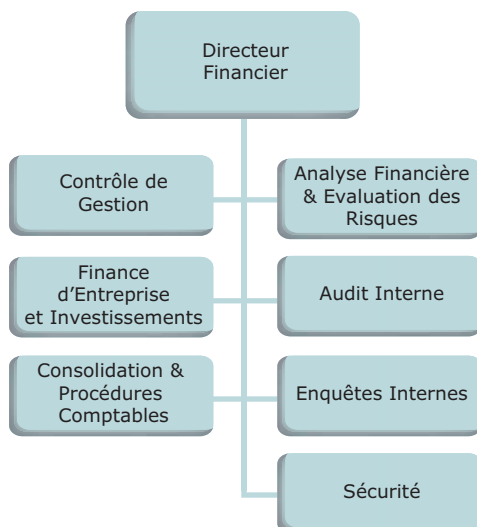 Directeur
Financier
Contrôle de
Gestion
Analyse Financière
& Evaluation des
Risques
Finance
d’Entreprise
et Investissements
Audit Interne
Consolidation &
Procédures
Comptables
Enquêtes Internes
Sécurité